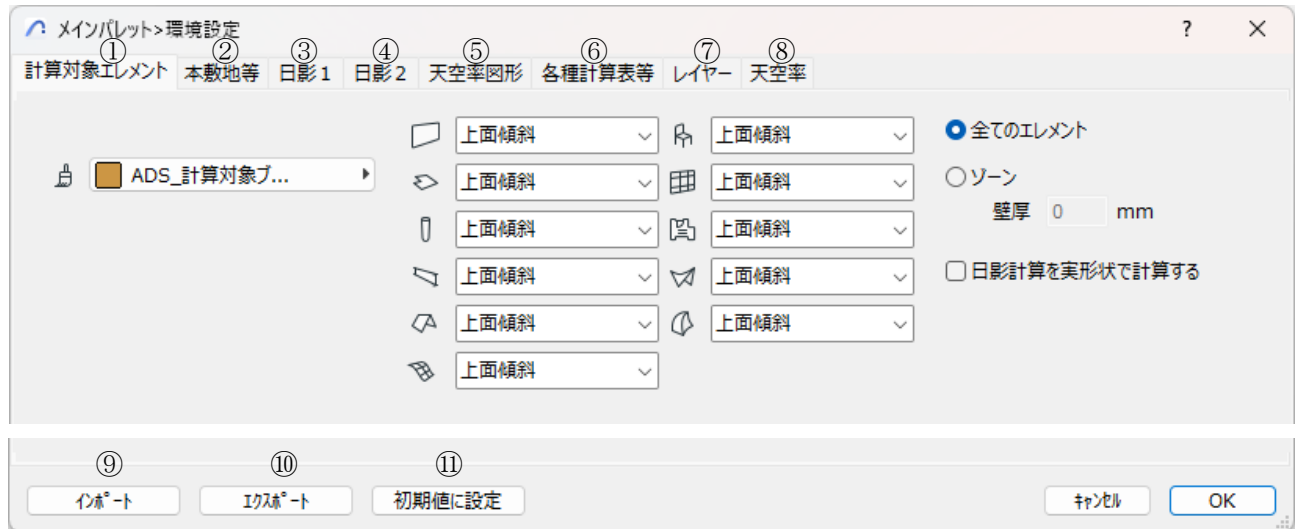 メインパレット>環境設定 ? ×
① ② ③ ④ ⑤ ⑥ ⑦ ⑧
計算対象ｴﾚﾒﾝﾄ 本敷地等 日影１ 日影２ 天空率図形 各種計算表等 ﾚｲﾔｰ 天空率
上面傾斜 上面傾斜 全てのｴﾚﾒﾝﾄ
ADS_計算対象ブ... 上面傾斜 上面傾斜 ゾーン
上面傾斜 上面傾斜 壁厚 0 mm
上面傾斜 上面傾斜 日影計算を実形状で計算する
上面傾斜 上面傾斜
上面傾斜
⑨ ⑩ ⑪
ｲﾝﾎﾟｰﾄ ｴｸｽﾎﾟｰﾄ 初期値に設定 ｷｬﾝｾﾙ OK